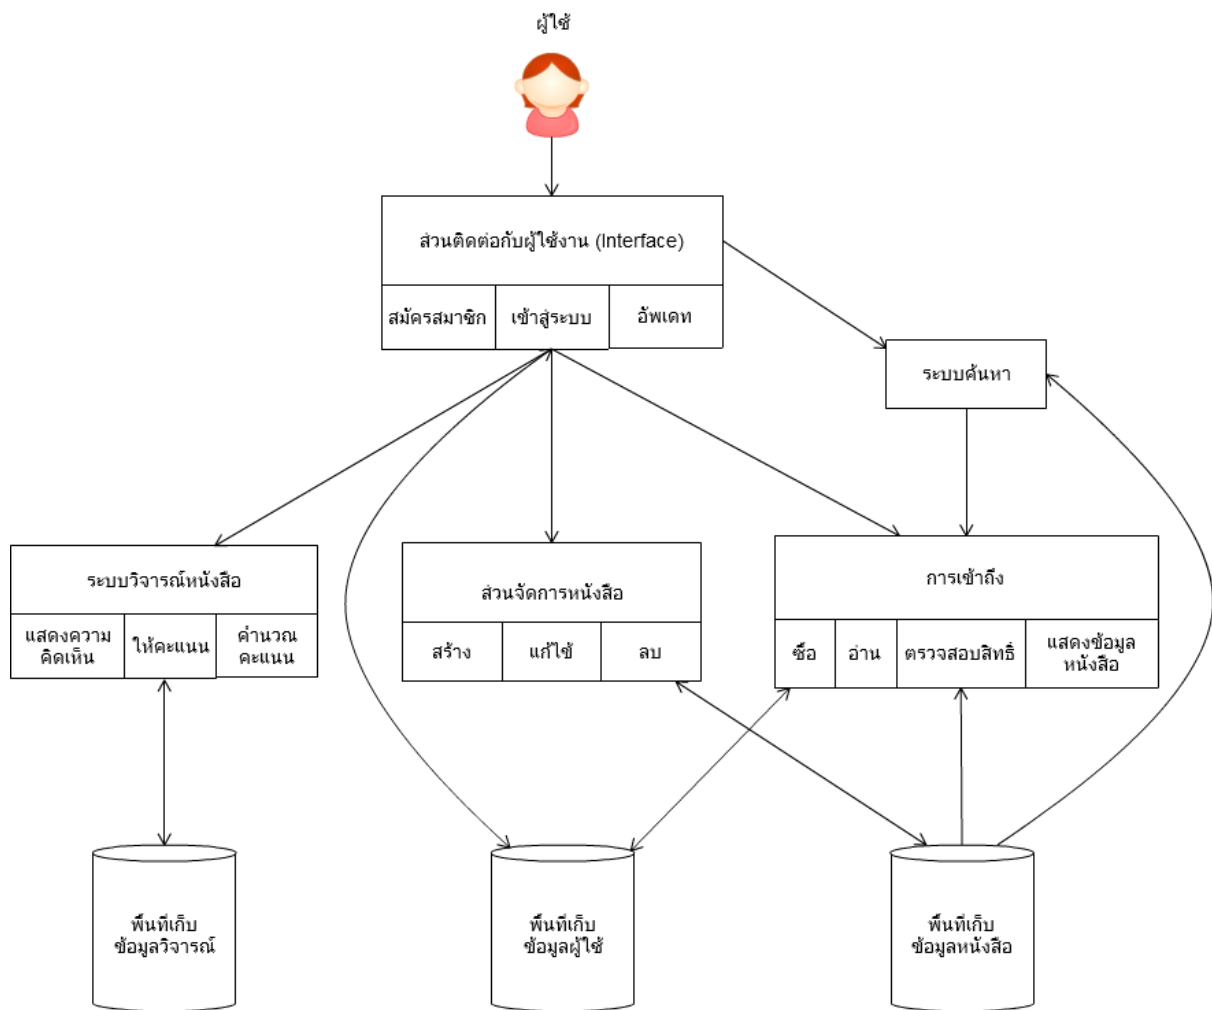 ผู้ใช้
ส่วนติดต่อกับผู้ใช้งาน (Interface)
สมัครสมาชิก
เข้าสู่ระบบ
อัพเดท
ระบบค้นหา
ระบบวิจารณ์หนังสือ
แสดงความ
คิดเห็น
ให้คะแนน
คำนวณ
คะแนน
ส่วนจัดการหนังสือ
สร้าง
แก้ไข้
ลบ
การเข้าถึง
ซื้อ
อ่าน
ตรวจสอบสิทธิ์
แสดงข้อมูล
หนังสือ
พื้นที่เก็บ
ข้อมูลวิจารณ์
พื้นที่เก็บ
ข้อมูลผู้ใช้
พื้นที่เก็บ
ข้อมูลหนังสือ